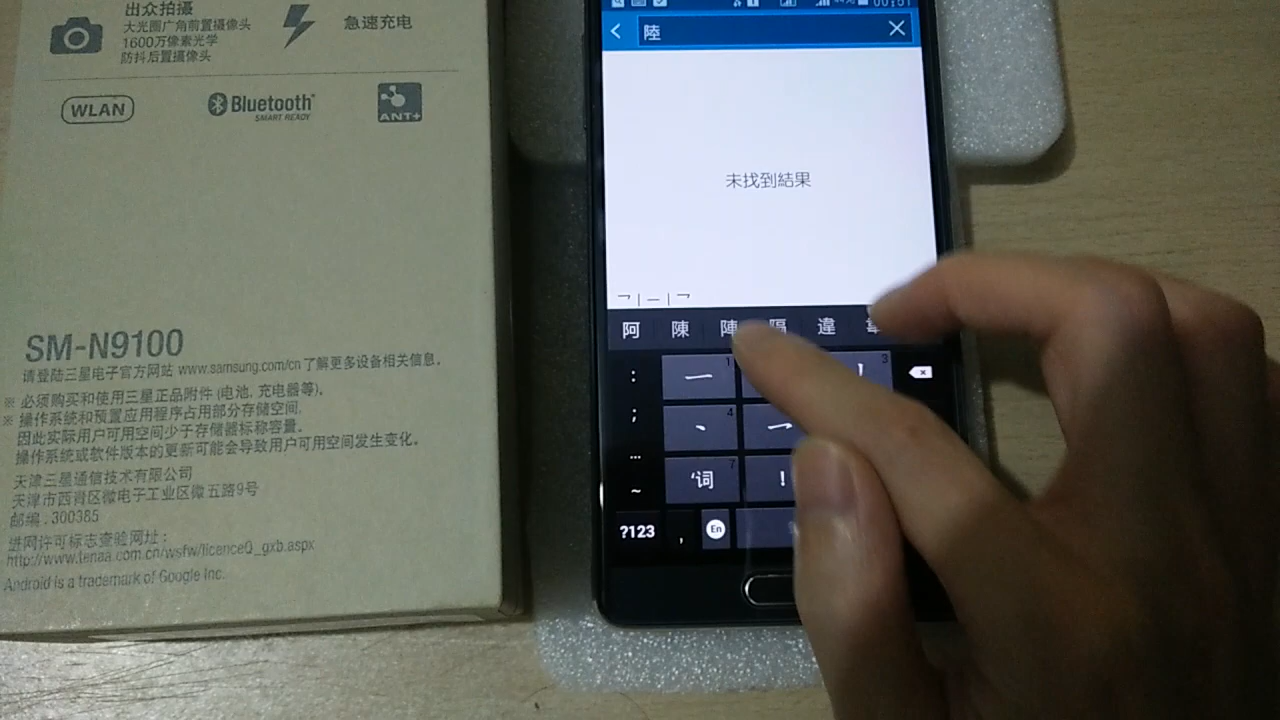 出众拍摄
大光圈广角前置摄像头
1600万像素光学
防抖后置摄像头
急速充电
WLAN
Bluetooth®
SMART READY
ANT+
SM-N9100
请登陆三星电子官方网站 www.samsung.com/cn 了解更多设备相关信息。
※ 必须购买和使用三星正品附件 (电池, 充电器等)。
※ 操作系统和预置应用程序占用部分存储空间,
因此实际用户可用空间少于存储器标称容量。
操作系统或软件版本的更新可能会导致用户可用空间发生变化。
天津三星通信技术有限公司
天津市西青区微电子工业区微五路9号
邮编 : 300385
进网许可标志查验网址 :
http://www.tenaa.com.cn/wsfw/licenceQ_gxb.aspx
Android is a trademark of Google Inc.
00:51
陸
未找到結果
阿 陳 陣 隔 違
: 一 1 3
; 丶 4
... '词 7 !
~
?123 , En